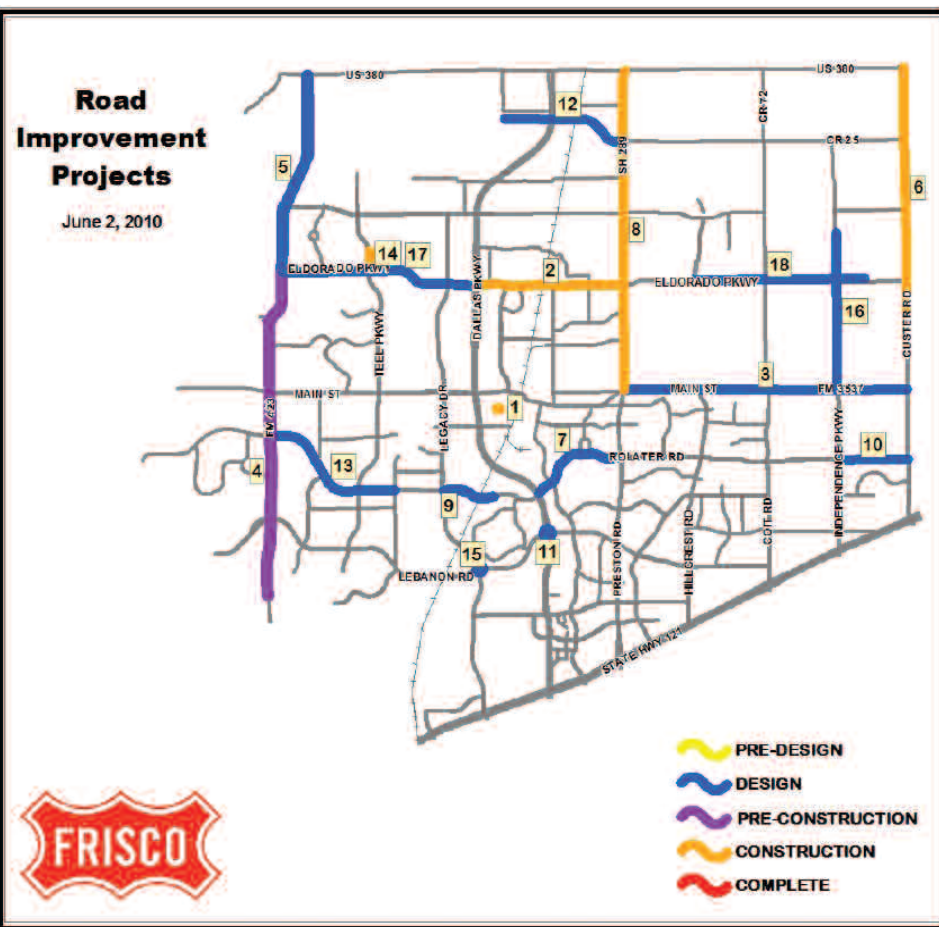 Road
Improvement
Projects
June 2, 2010
US 380
US 380
12
CR 72
CR 25
SH 289
5
6
8
14
17
2
18
ELDORADO PKWY
ELDORADO PKWY
DALLAS PKWY
16
CUSTER RD
TEEL PKWY
3
MAIN ST
MAIN ST
FM 3537
LEGACY DR
1
FM 423
7
INDEPENDENCE PKWY
10
ROLATER RD
4
13
9
HILLCREST RD
COIT RD
PRESTON RD
15
11
LEBANON RD
STATE HWY 121
PRE-DESIGN
DESIGN
PRE-CONSTRUCTION
CONSTRUCTION
COMPLETE
FRISCO